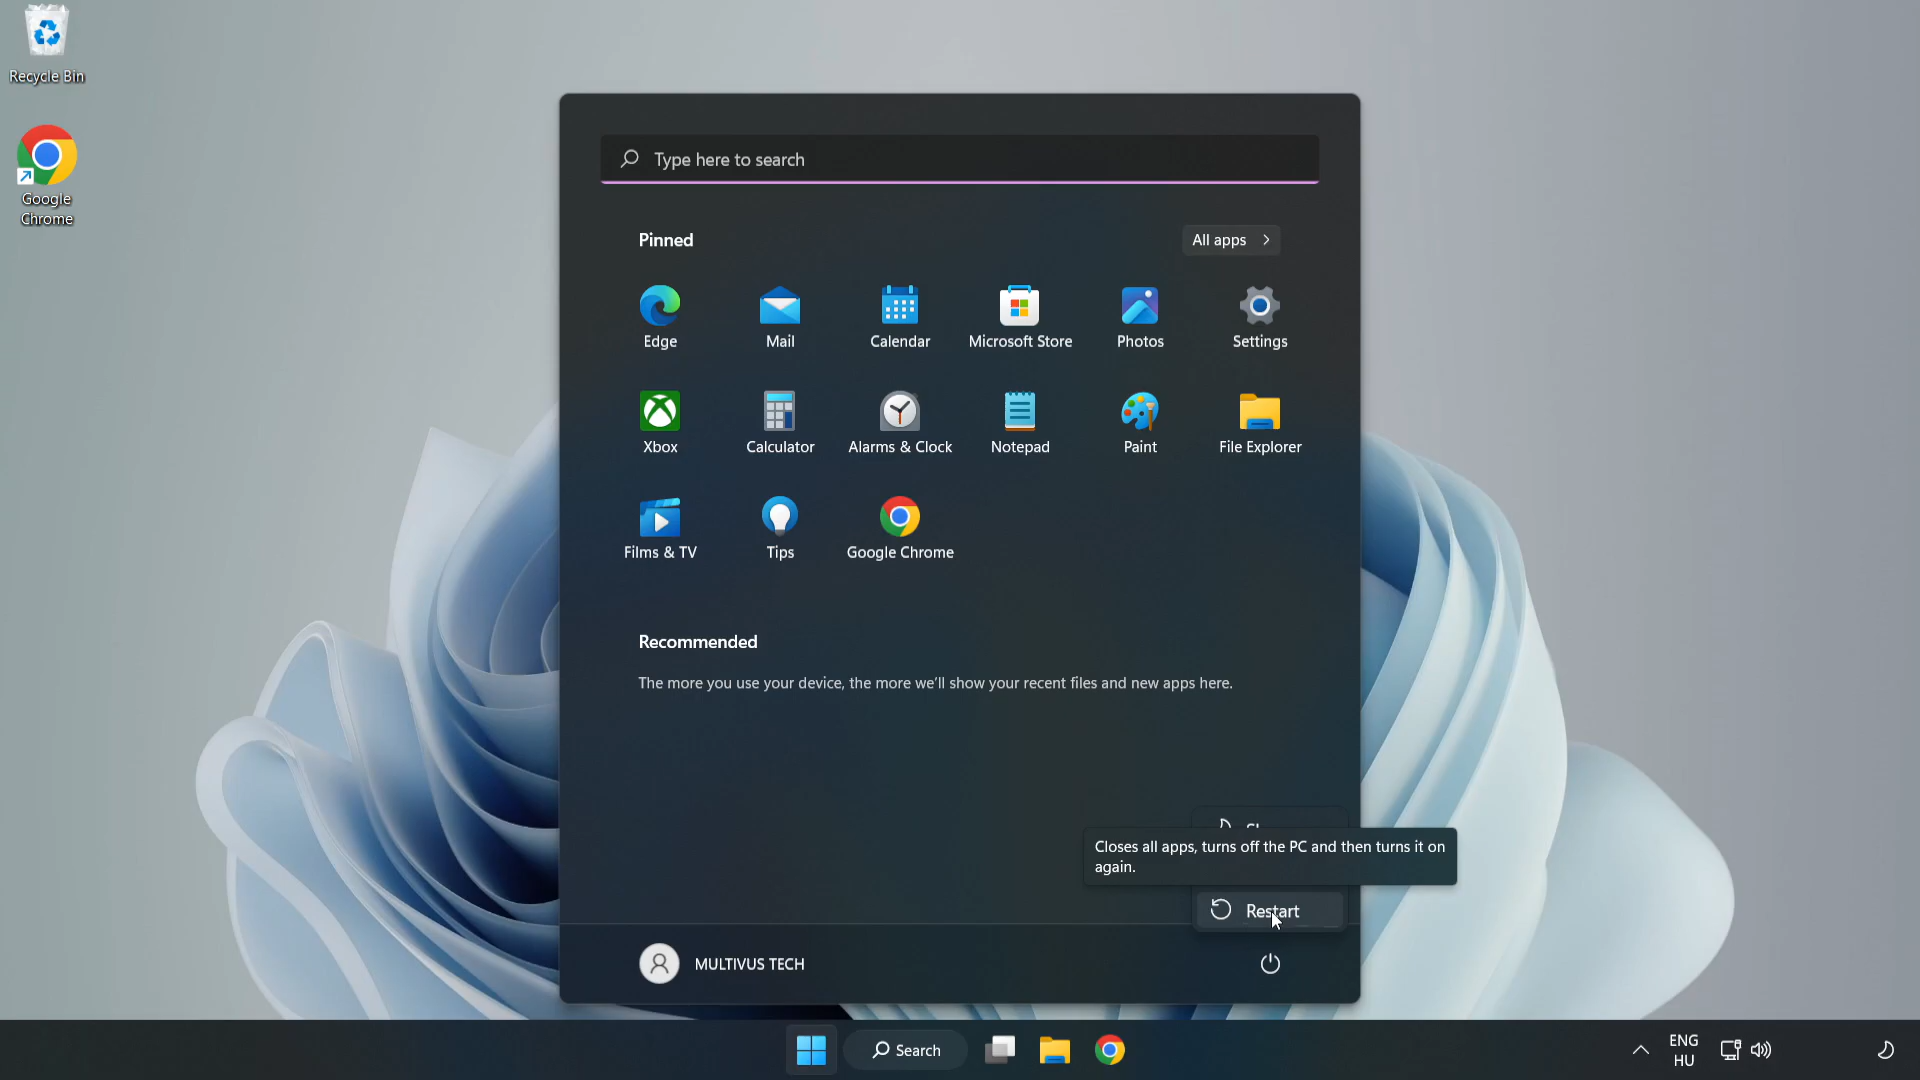 Recycle Bin
Google
Chrome
Type here to search
Pinned
All apps
Edge
Mail
Calendar
Microsoft Store
Photos
Settings
Xbox
Calculator
Alarms & Clock
Notepad
Paint
File Explorer
Films & TV
Tips
Google Chrome
Recommended
The more you use your device, the more we'll show your recent files and new apps here.
Closes all apps, turns off the PC and then turns it on
again.
Restart
MULTIVUS TECH
Search
ENG
HU